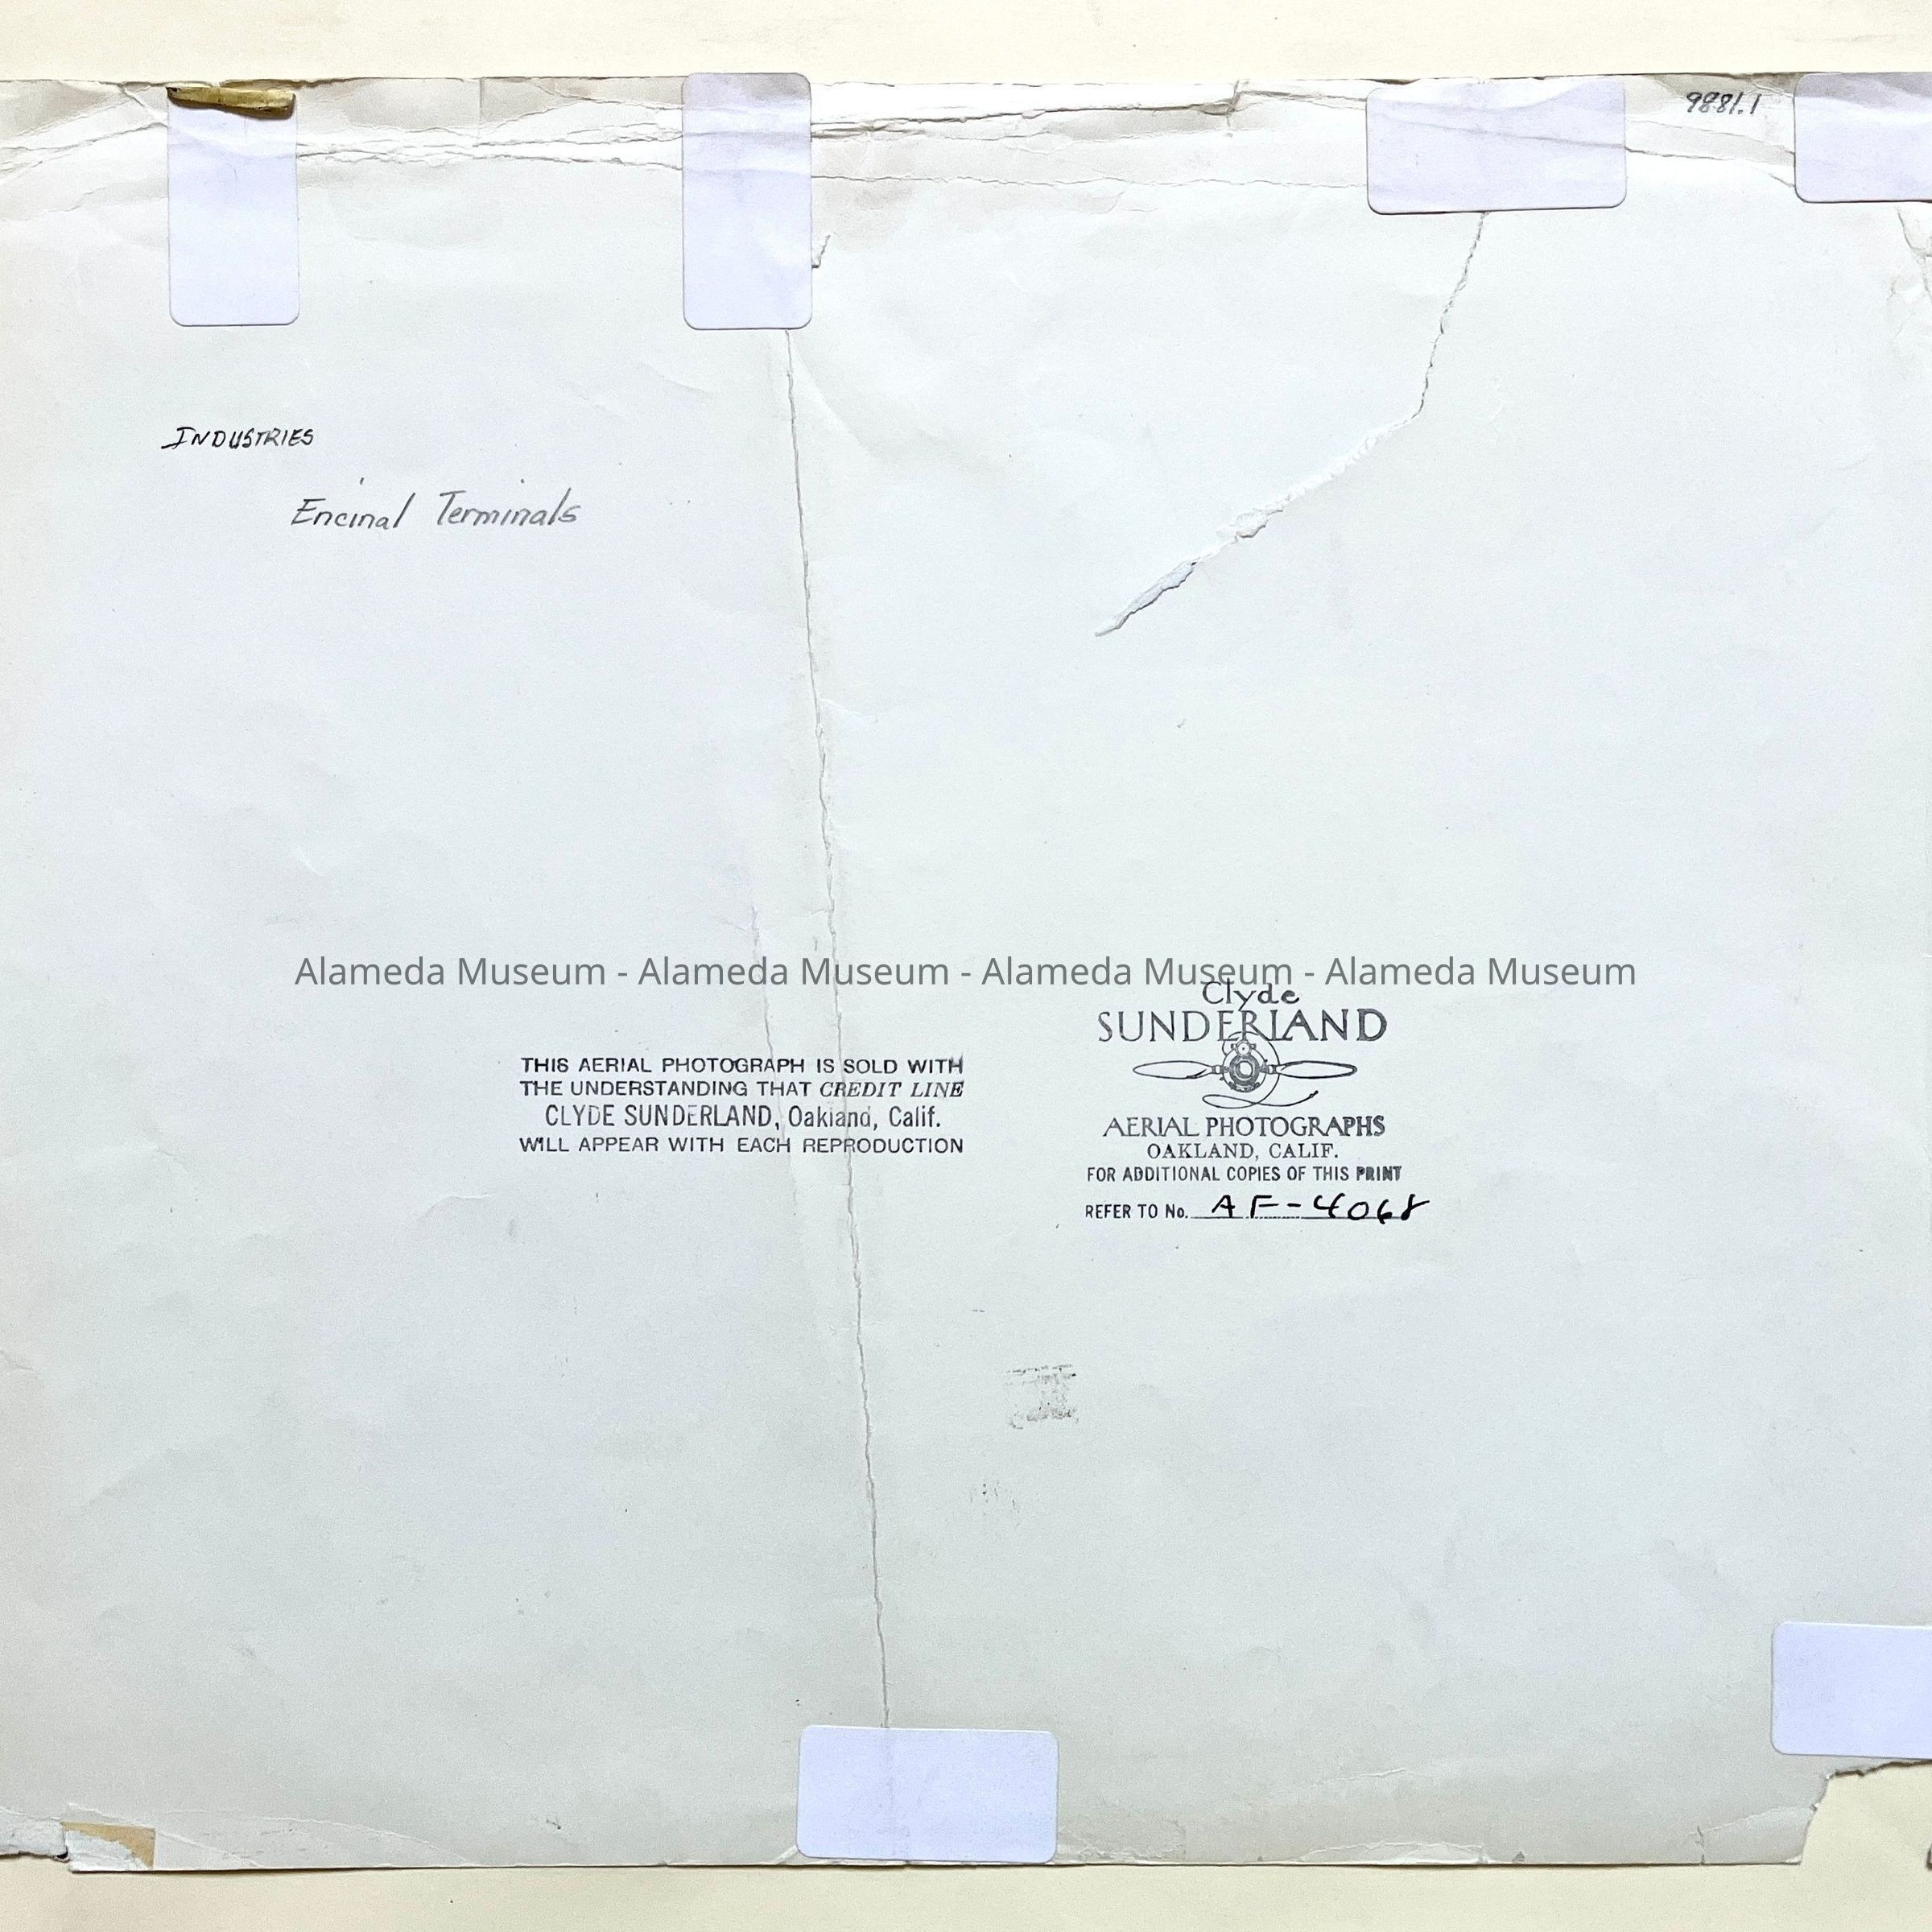 9881.1
INDUSTRIES
Encinal Terminals
Alameda Museum - Alameda Museum - Alameda Museum - Alameda Museum
THIS AERIAL PHOTOGRAPH IS SOLD WITH
THE UNDERSTANDING THAT CREDIT LINE
CLYDE SUNDERLAND, Oakland, Calif.
WILL APPEAR WITH EACH REPRODUCTION
Clyde
SUNDERLAND
AERIAL PHOTOGRAPHS
OAKLAND, CALIF.
FOR ADDITIONAL COPIES OF THIS PRINT
REFER TO No. AF-4068